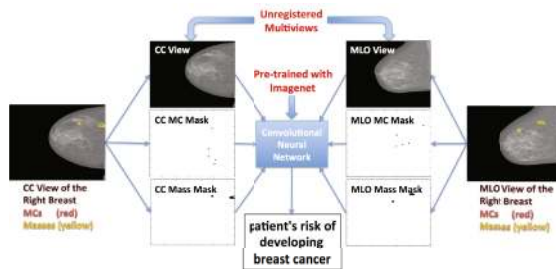 Unregistered
Multiviews
CC View
MLO View
Pre-trained with
Imagenet
CC MC Mask
MLO MC Mask
Convolutional
Neural
Network
CC View of the
Right Breast
MCs (red)
Masses (yellow)
CC Mass Mask
MLO Mass Mask
MLO View of the
Right Breast
MCs (red)
(yellow)
patient's risk of
developing
breast cancer